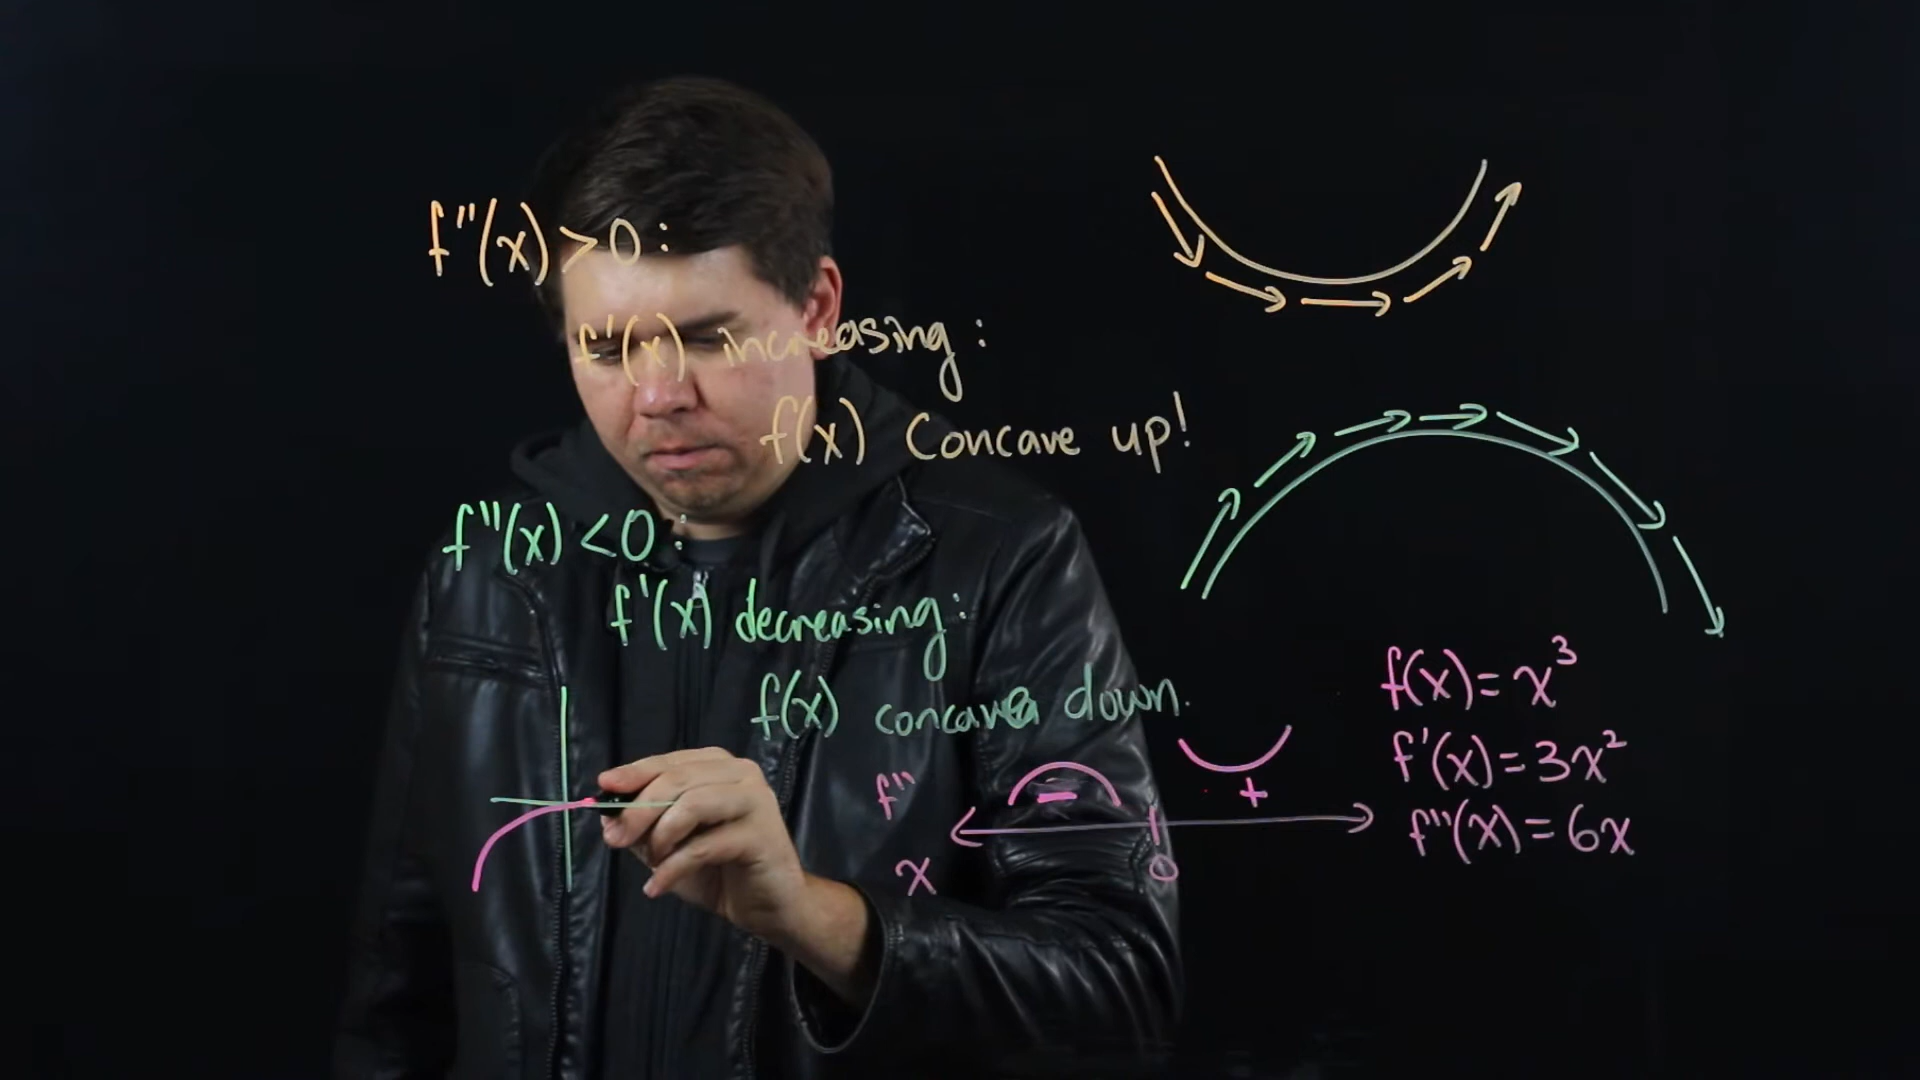 f''(x) > 0 :
f'(x) increasing :
f(x) Concave up!
f''(x) < 0 :
f'(x) decreasing :
f(x) concave down.
f(x) = x³
f'(x) = 3x²
f''(x) = 6x
f'' − +
x 0